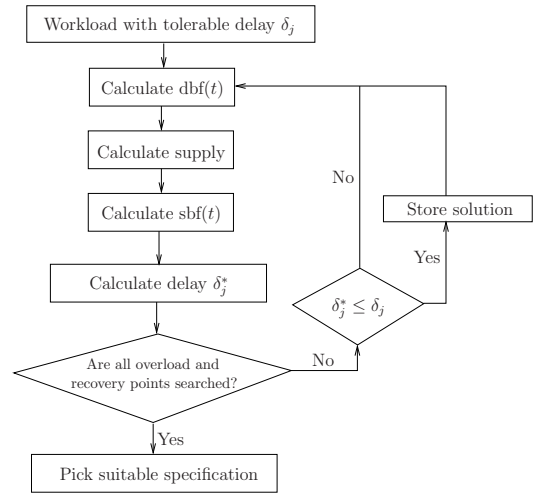 Workload with tolerable delay δⱼ
Calculate dbf(t)
Calculate supply
Calculate sbf(t)
Calculate delay δ*ⱼ
Are all overload and
recovery points searched?
No
Yes
Pick suitable specification
δ*ⱼ ≤ δⱼ
No
Yes
Store solution